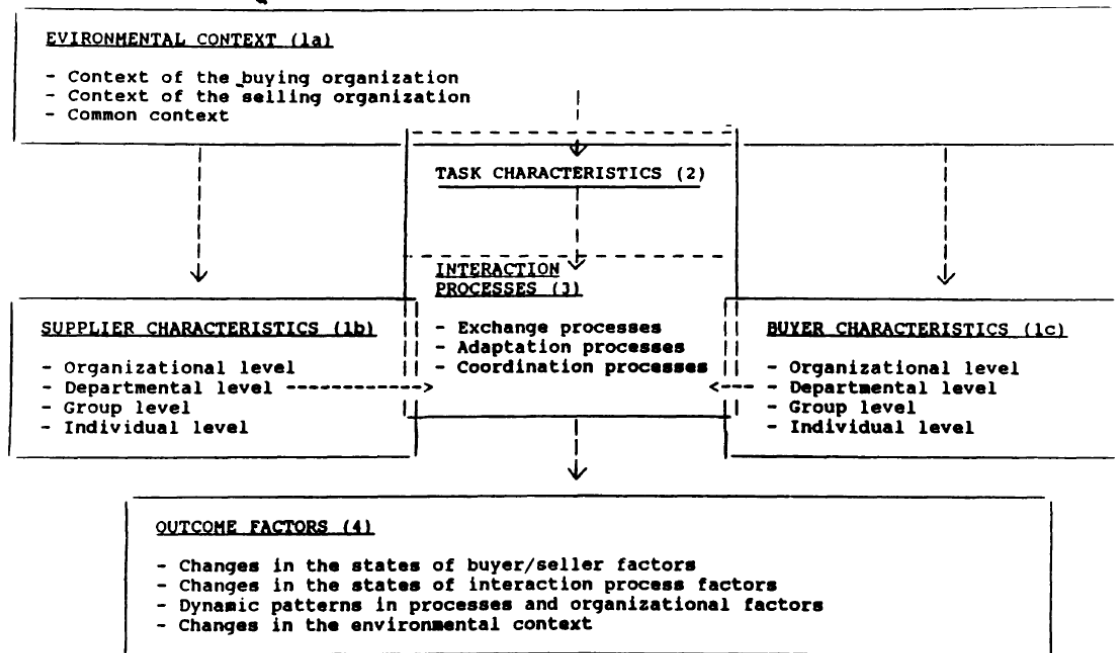 EVIRONMENTAL CONTEXT (1a)
- Context of the buying organization
- Context of the selling organization
- Common context
TASK CHARACTERISTICS (2)
INTERACTION
PROCESSES (3)
- Exchange processes
- Adaptation processes
- Coordination processes
SUPPLIER CHARACTERISTICS (1b)
- Organizational level
- Departmental level
- Group level
- Individual level
BUYER CHARACTERISTICS (1c)
- Organizational level
- Departmental level
- Group level
- Individual level
OUTCOME FACTORS (4)
- Changes in the states of buyer/seller factors
- Changes in the states of interaction process factors
- Dynamic patterns in processes and organizational factors
- Changes in the environmental context